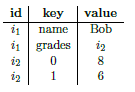 id key value
i₁ name Bob
i₁ grades i₂
i₂ 0 8
i₂ 1 6